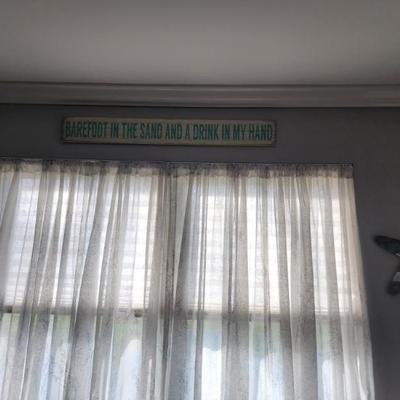 BAREFOOT IN THE SAND AND A DRINK IN MY HAND